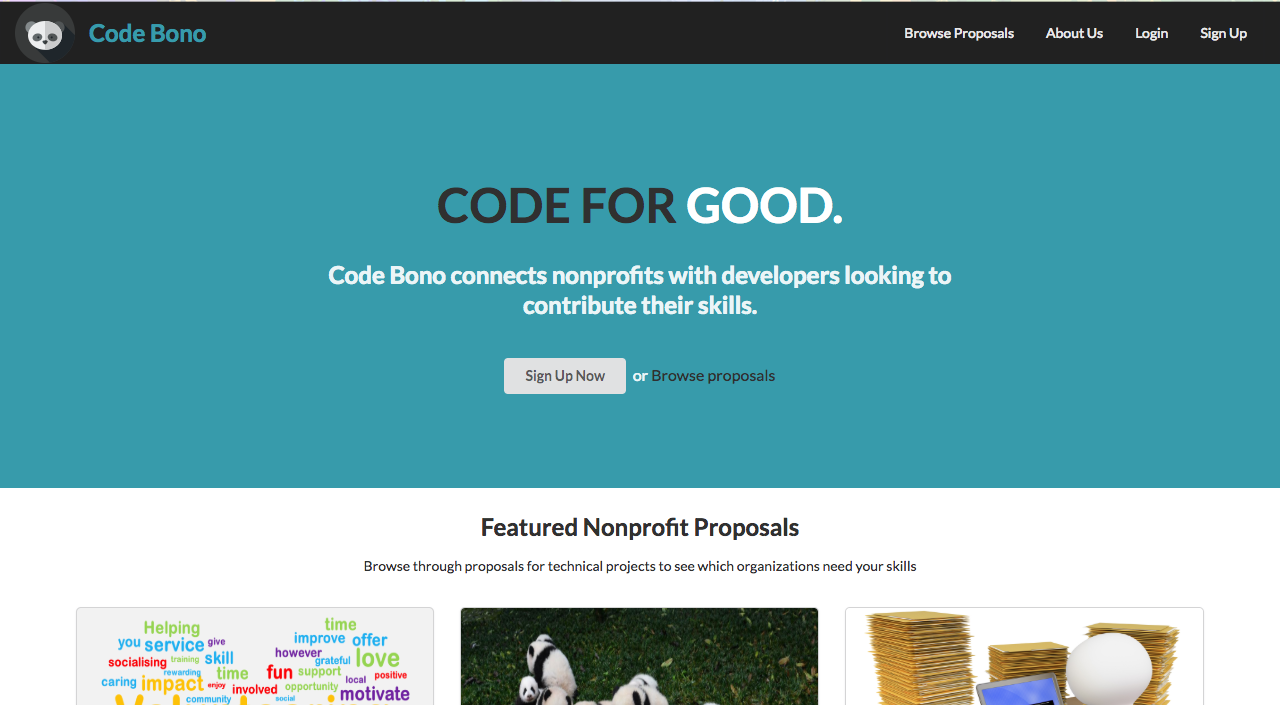 Code Bono
Browse Proposals
About Us
Login
Sign Up
CODE FOR GOOD.
Code Bono connects nonprofits with developers looking to
contribute their skills.
Sign Up Now or Browse proposals
Featured Nonprofit Proposals
Browse through proposals for technical projects to see which organizations need your skills
Helping
you service give
socialising training skill
rewarding
time
caring impact enjoy
community
time
improve offer
however
grateful love
fun support
local positive
involved opportunity
motivate
social